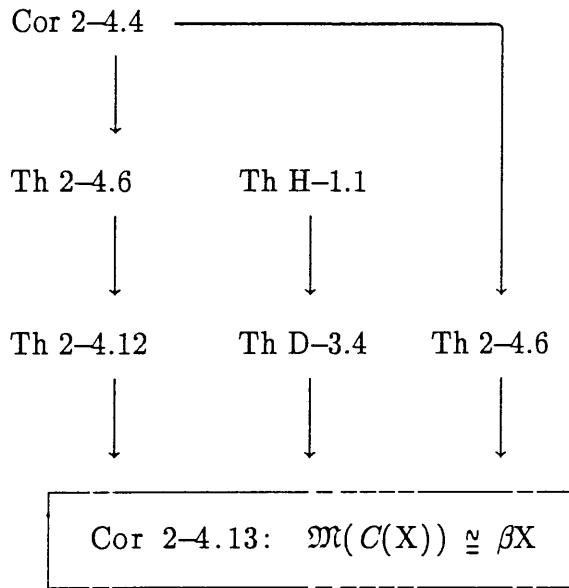 Cor 2–4.4
Th 2–4.6 Th H–1.1
Th 2–4.12 Th D–3.4 Th 2–4.6
Cor 2–4.13: 𝔐(C(X)) ≅ βX